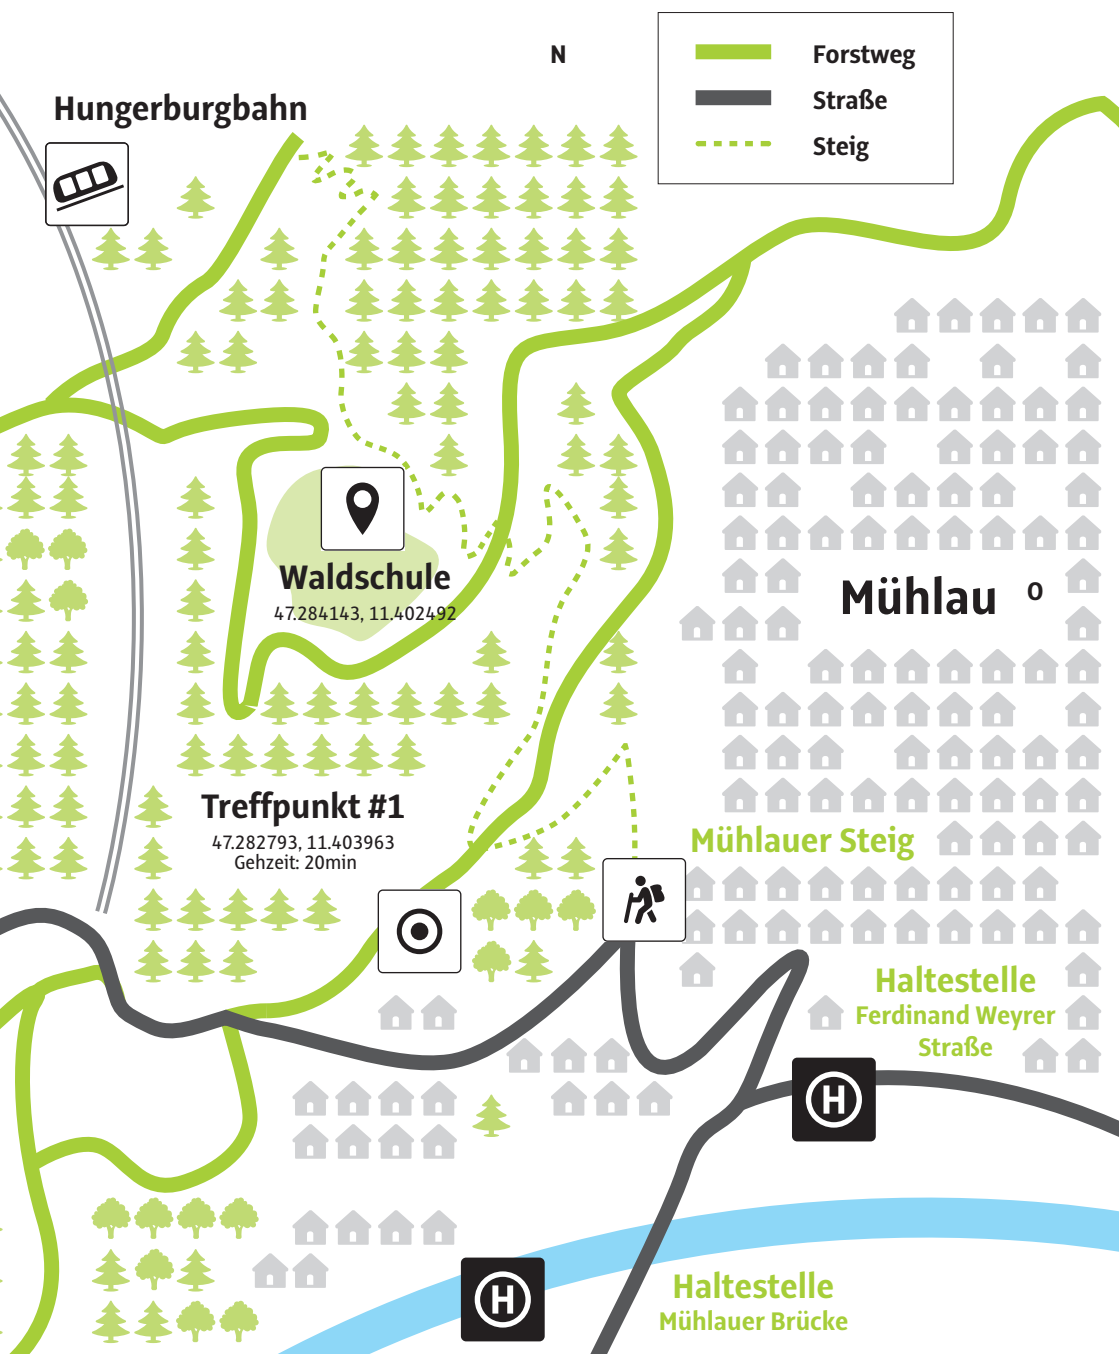 N
Forstweg
Straße
Steig
Hungerburgbahn
Waldschule
47.284143, 11.402492
Mühlau
O
Treffpunkt #1
47.282793, 11.403963
Gehzeit: 20min
Mühlauer Steig
Haltestelle
Ferdinand Weyrer
Straße
H
H
Haltestelle
Mühlauer Brücke